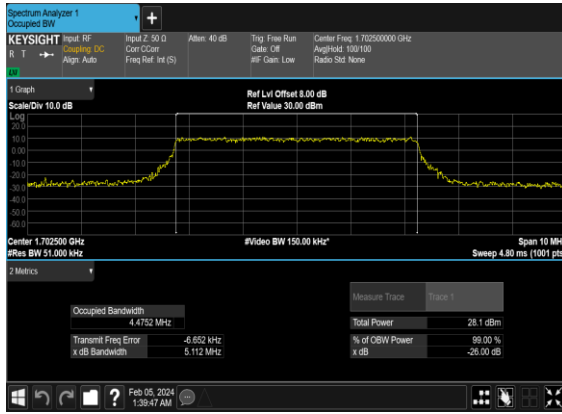 Spectrum Analyzer 1
Occupied BW
+
KEYSIGHT
R T
LXI
Input: RF
Coupling: DC
Align: Auto
Input Z: 50 Ω
Corr CCorr
Freq Ref: Int (S)
Atten: 40 dB
Trig: Free Run
Gate: Off
#IF Gain: Low
Center Freq: 1.702500000 GHz
Avg|Hold: 100/100
Radio Std: None
1 Graph
Scale/Div 10.0 dB
Ref Lvl Offset 8.00 dB
Ref Value 30.00 dBm
Log
20.0
10.0
0.00
-10.0
-20.0
-30.0
-40.0
-50.0
-60.0
Center 1.702500 GHz
#Res BW 51.000 kHz
#Video BW 150.00 kHz*
Span 10 MH
Sweep 4.80 ms (1001 pts
2 Metrics
Measure Trace Trace 1
Occupied Bandwidth
4.4752 MHz
Total Power 28.1 dBm
Transmit Freq Error -6.652 kHz
x dB Bandwidth 5.112 MHz
% of OBW Power 99.00 %
x dB -26.00 dB
?
Feb 05, 2024
1:39:47 AM